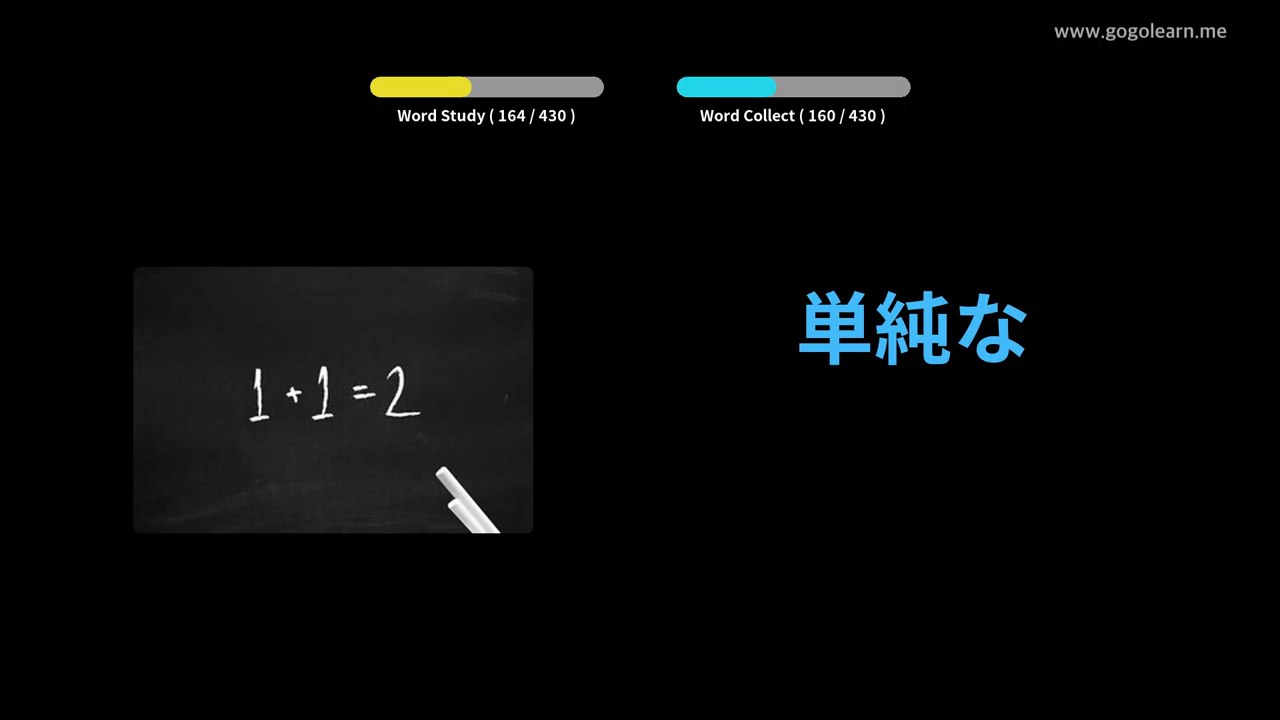 www.gogolearn.me
Word Study ( 164 / 430 )
Word Collect ( 160 / 430 )
1 + 1 = 2
単純な